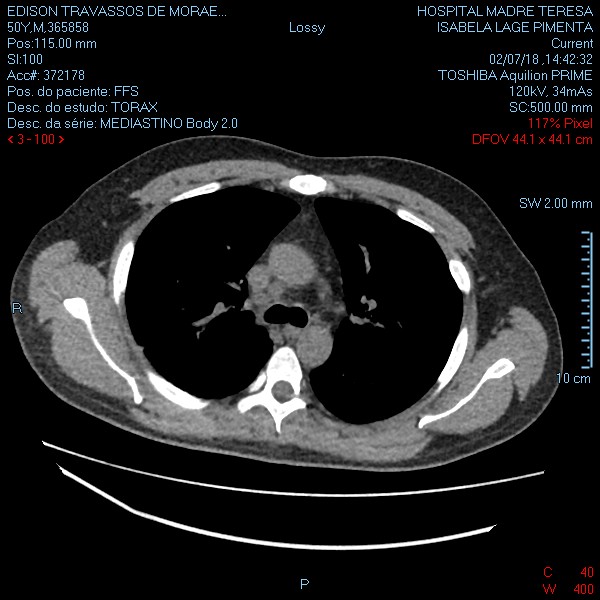 EDISON TRAVASSOS DE MORAE...
50Y,M,365858
Pos:115.00 mm
SI:100
Acc#: 372178
Pos. do paciente: FFS
Desc. do estudo: TORAX
Desc. da série: MEDIASTINO Body 2.0
< 3 - 100 >
Lossy
HOSPITAL MADRE TERESA
ISABELA LAGE PIMENTA
Current
02/07/18 ,14:42:32
TOSHIBA Aquilion PRIME
120kV, 34mAs
SC:500.00 mm
117% Pixel
DFOV 44.1 x 44.1 cm
SW 2.00 mm
R
10 cm
P
C 40
W 400